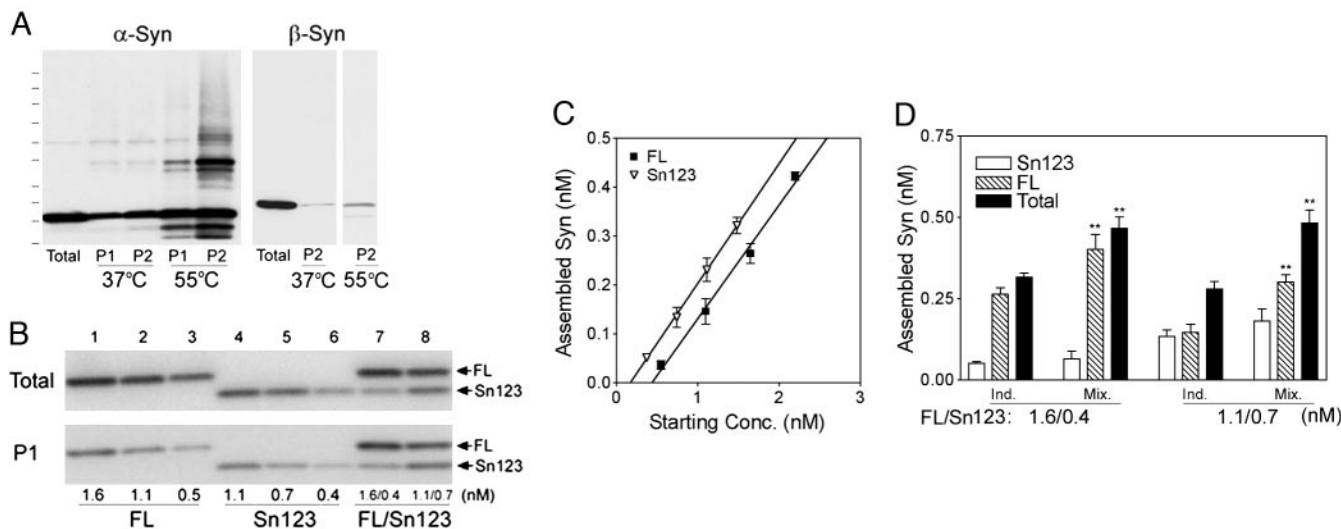 A
α-Syn
β-Syn
Total P1 P2 P1 P2
37°C 55°C
Total P2 P2
37°C 55°C
B
1 2 3 4 5 6 7 8
Total
FL
Sn123
P1
FL
Sn123
1.6 1.1 0.5 1.1 0.7 0.4 1.6/0.4 1.1/0.7 (nM)
FL Sn123 FL/Sn123
C
Assembled Syn (nM)
0.5
0.4
0.3
0.2
0.1
0.0
FL
Sn123
0 1 2 3
Starting Conc. (nM)
D
Assembled Syn (nM)
0.75
0.50
0.25
0.00
Sn123
FL
Total
** ** ** **
Ind. Mix. Ind. Mix.
FL/Sn123: 1.6/0.4 1.1/0.7 (nM)